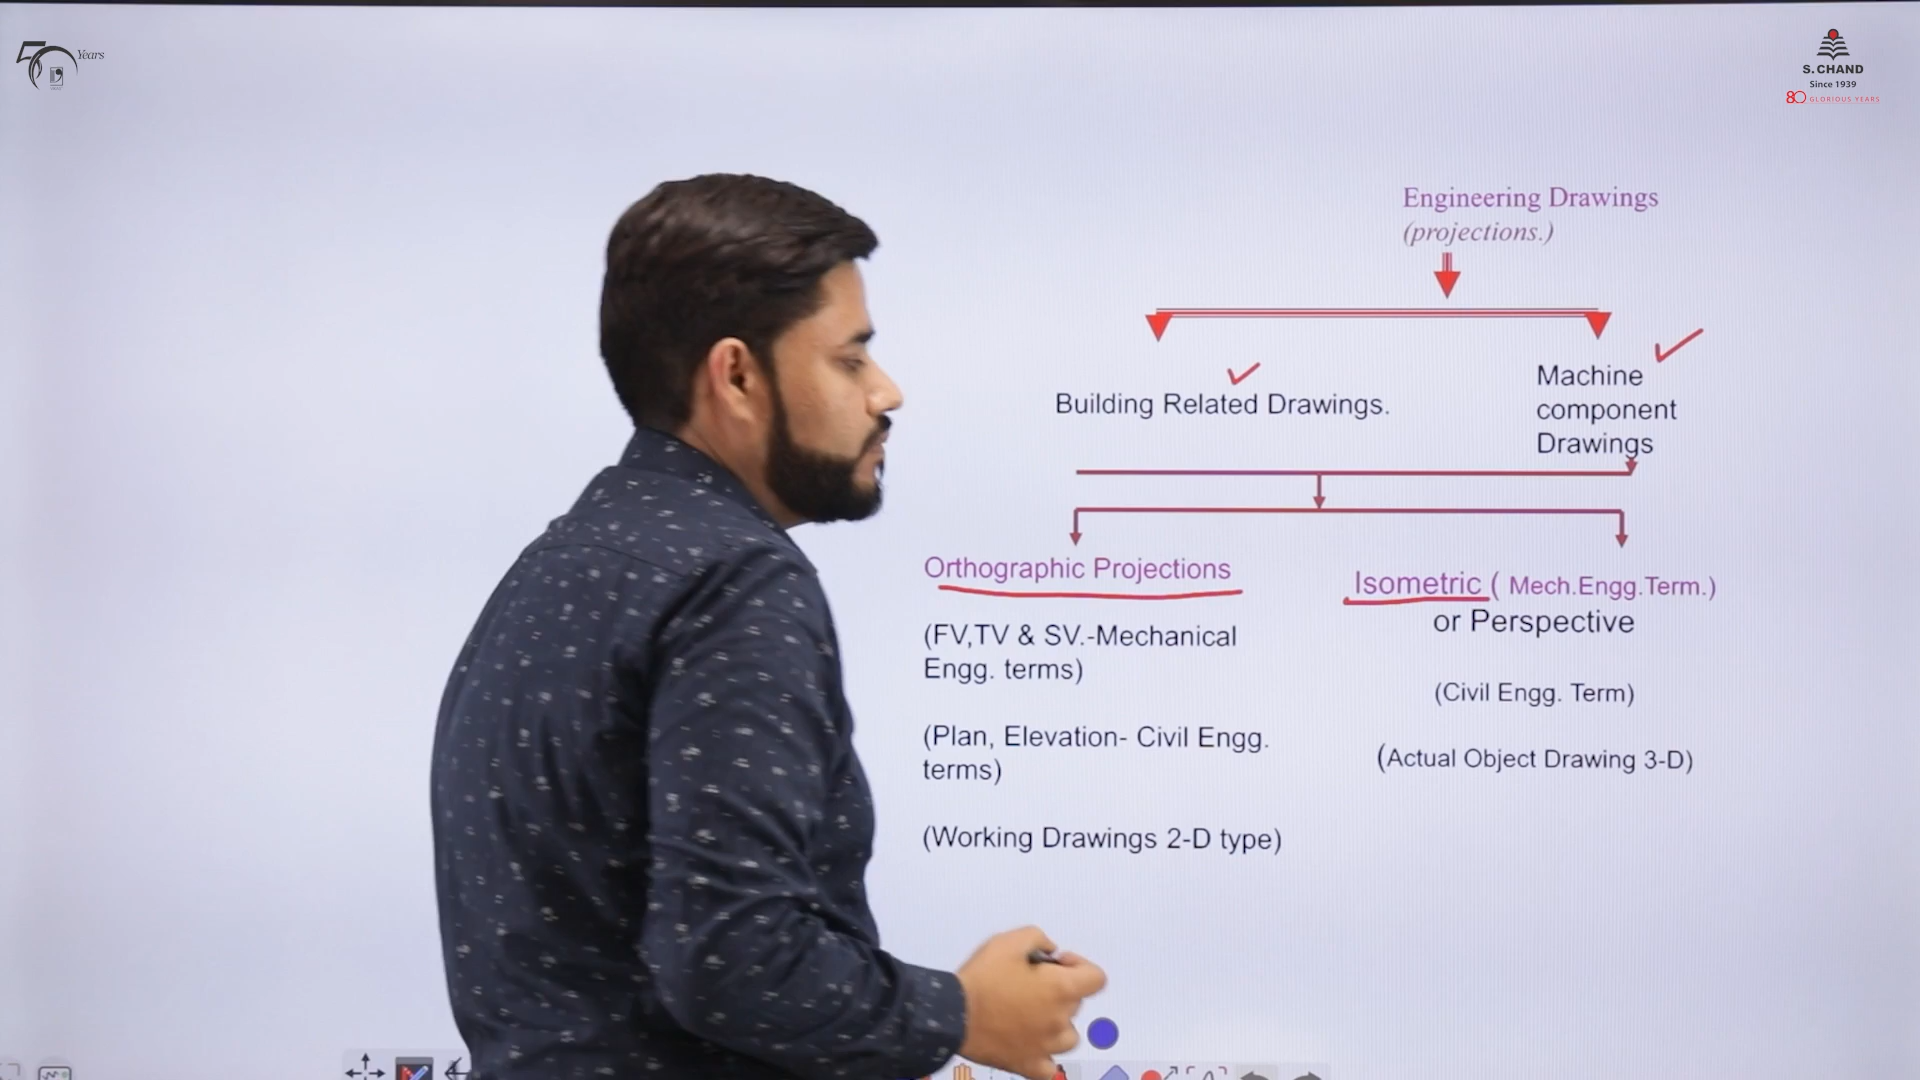 50 Years
S. CHAND
Since 1939
80 GLORIOUS YEARS
Engineering Drawings
(projections.)
Building Related Drawings.
Machine
component
Drawings
Orthographic Projections
(FV,TV & SV.-Mechanical
Engg. terms)
(Plan, Elevation- Civil Engg.
terms)
(Working Drawings 2-D type)
Isometric ( Mech.Engg.Term.)
or Perspective
(Civil Engg. Term)
(Actual Object Drawing 3-D)